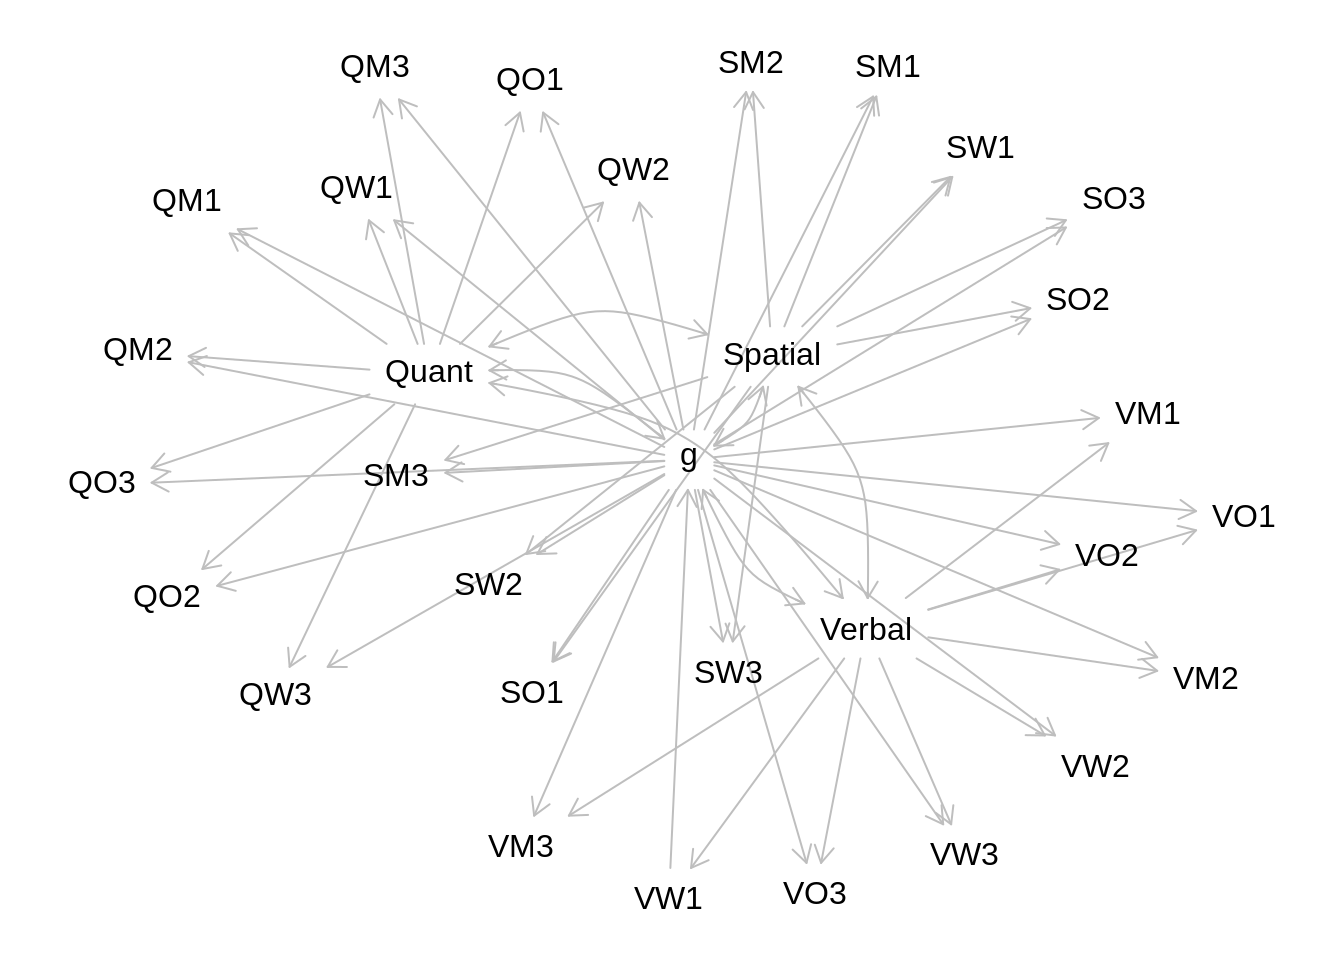 SM2
QM3
SM1
QO1
SW1
QW2
QW1
SO3
QM1
SO2
QM2
Spatial
Quant
VM1
g
SM3
QO3
VO1
VO2
SW2
QO2
Verbal
SW3
VM2
SO1
QW3
VW2
VM3
VW3
VO3
VW1